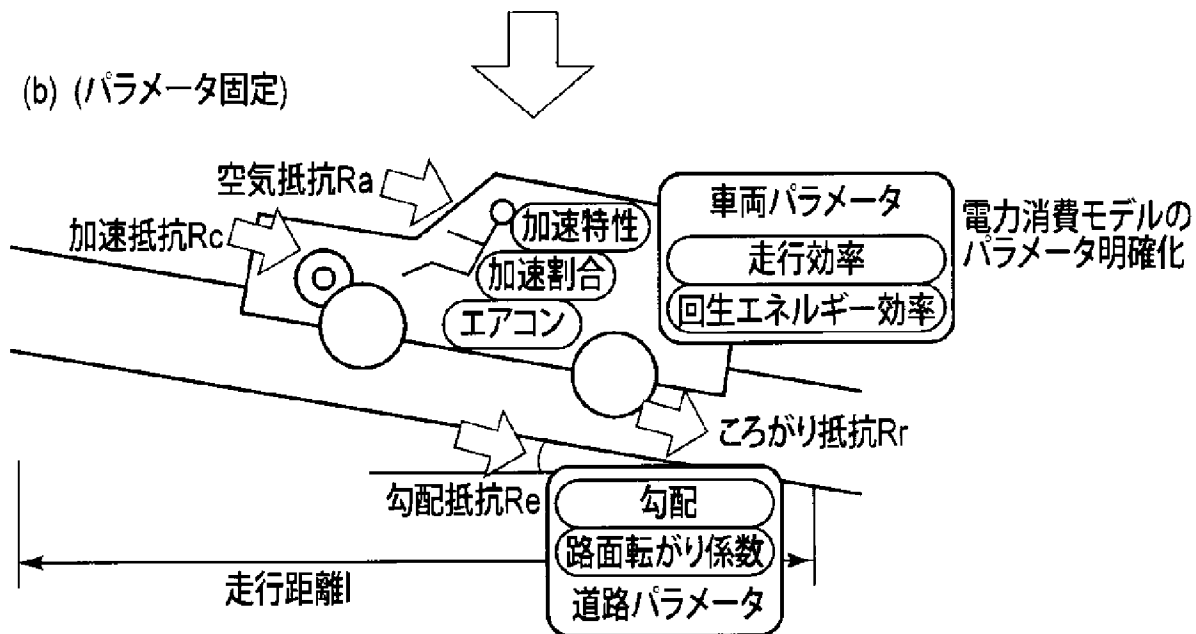 (b) (パラメータ固定)
空気抵抗Ra
加速抵抗Rc
加速特性
加速割合
エアコン
車両パラメータ
走行効率
回生エネルギー効率
電力消費モデルの
パラメータ明確化
ころがり抵抗Rr
勾配抵抗Re
勾配
路面転がり係数
道路パラメータ
走行距離l